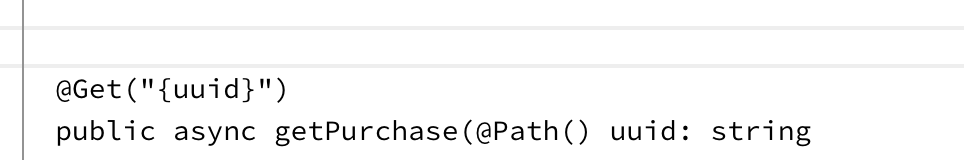 @Get("{uuid}")
public async getPurchase(@Path() uuid: string